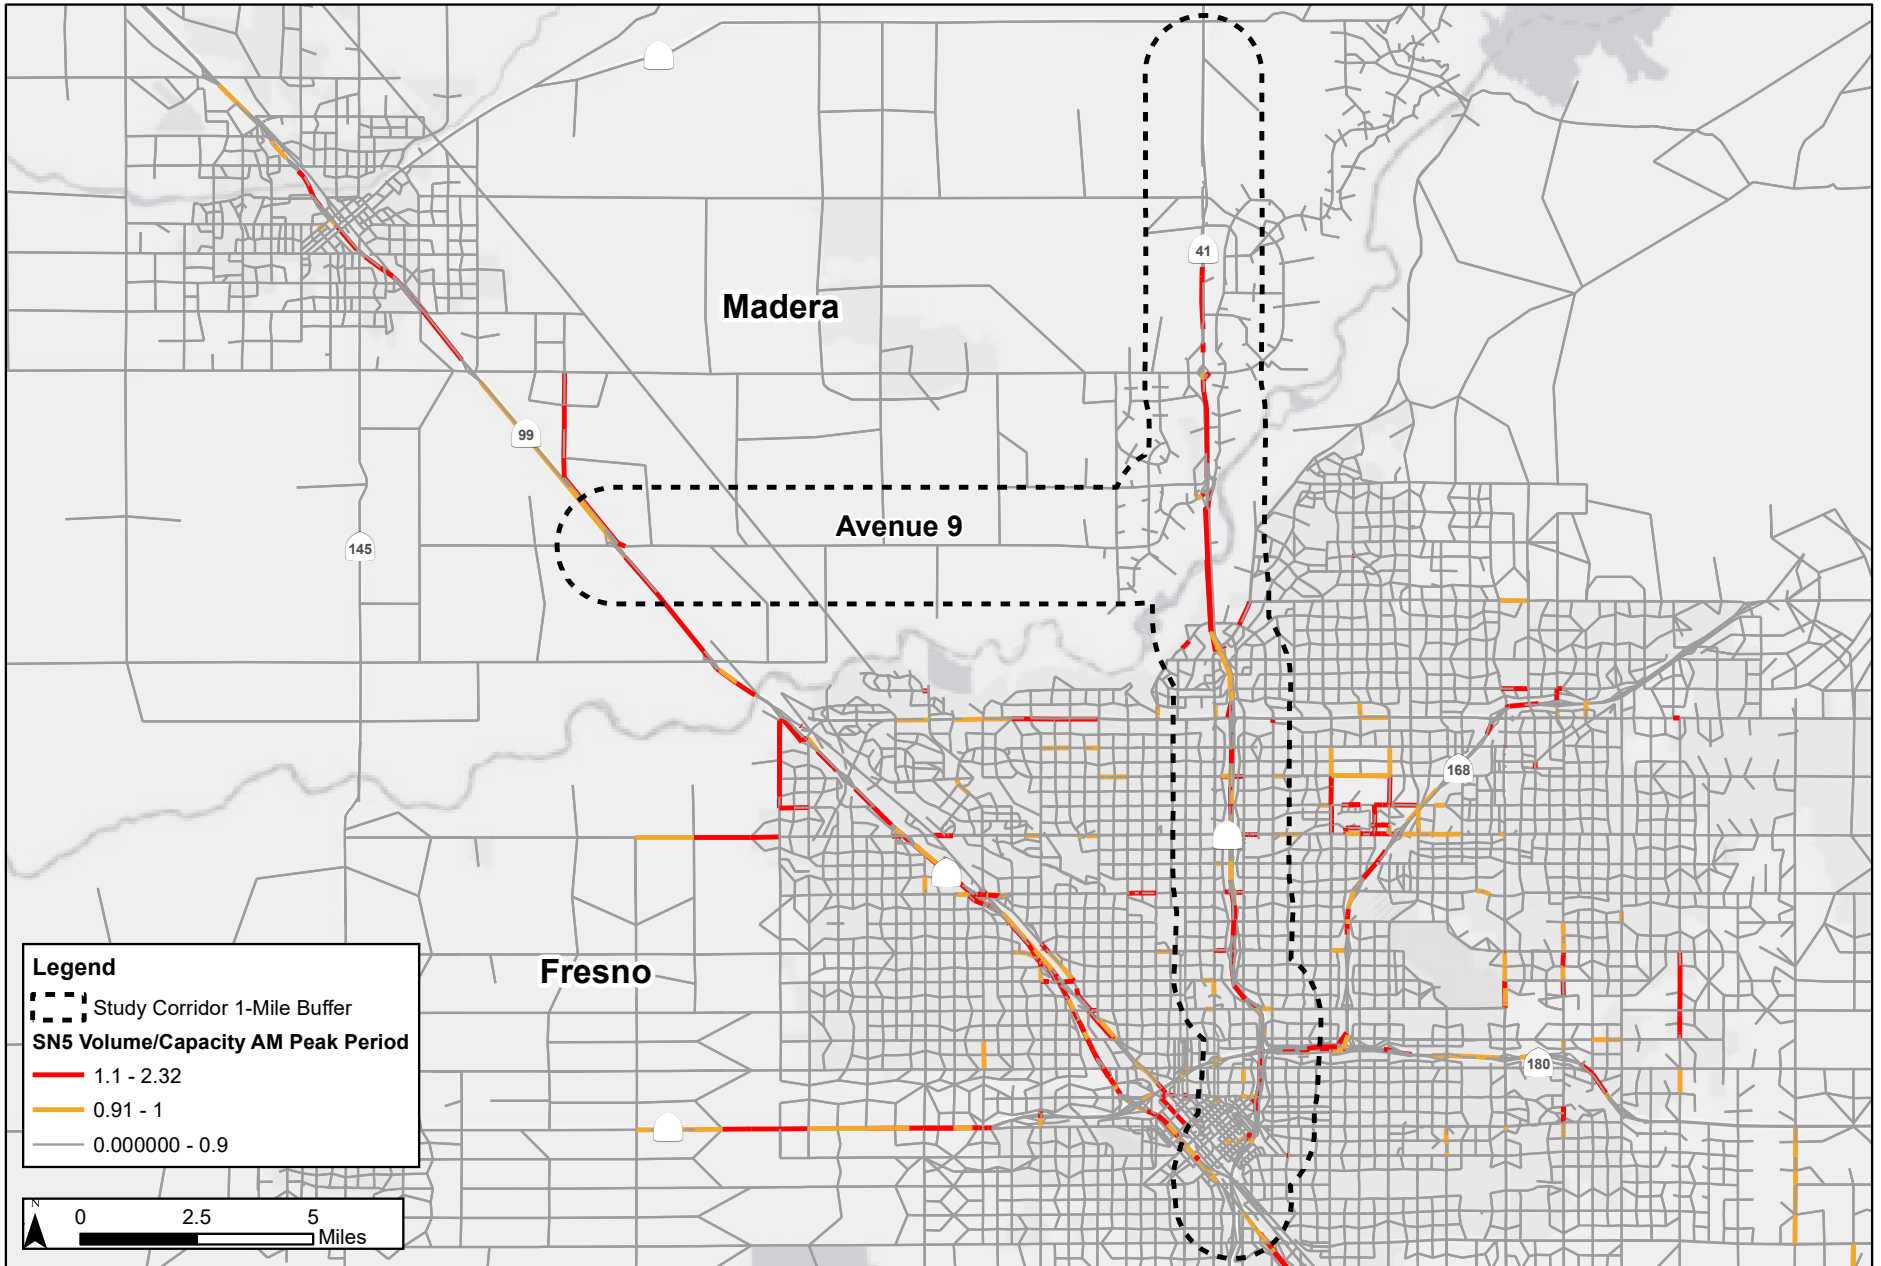 41
Madera
99
Avenue 9
145
168
Fresno
180
Legend
Study Corridor 1-Mile Buffer
SN5 Volume/Capacity AM Peak Period
1.1 - 2.32
0.91 - 1
0.000000 - 0.9
N
0 2.5 5
Miles